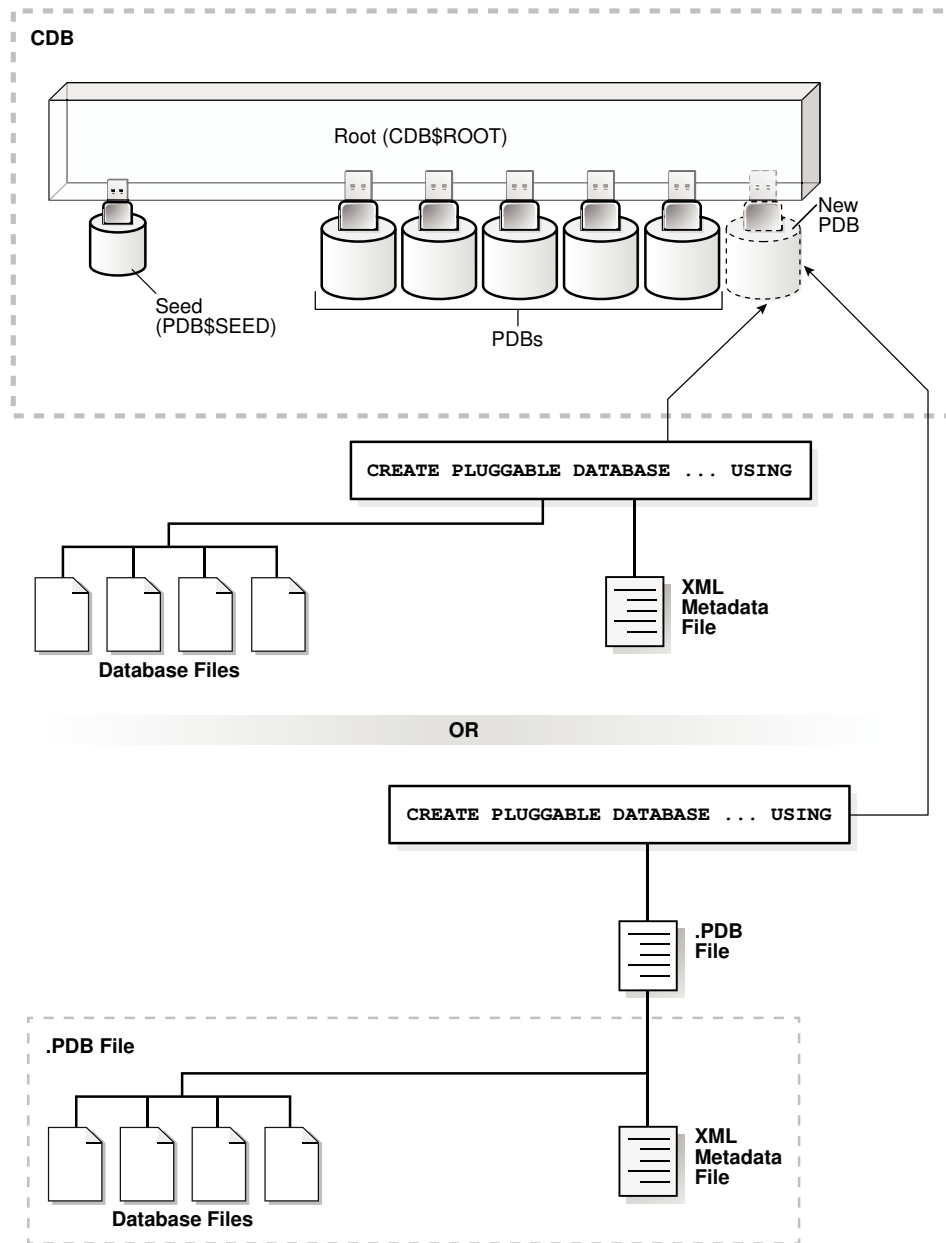 CDB
Root (CDB$ROOT)
New
PDB
Seed
(PDB$SEED)
PDBs
CREATE PLUGGABLE DATABASE ... USING
XML
Metadata
File
Database Files
OR
CREATE PLUGGABLE DATABASE ... USING
.PDB
File
.PDB File
XML
Metadata
File
Database Files